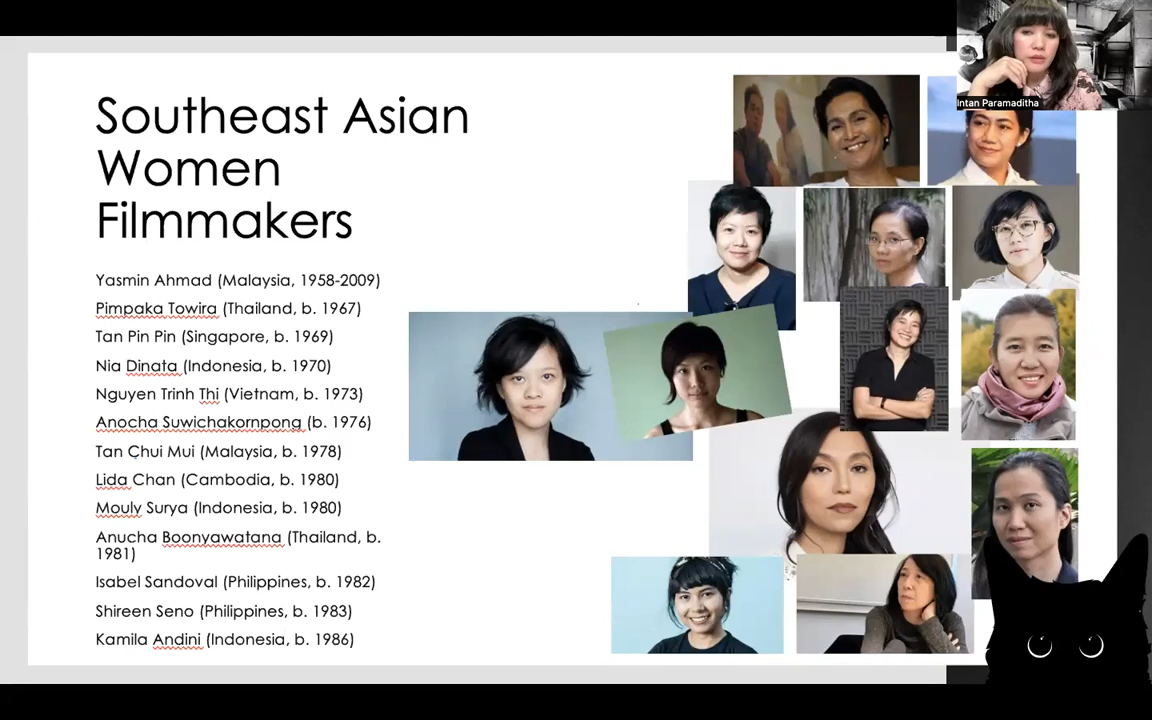 Southeast Asian
Women
Filmmakers
Yasmin Ahmad (Malaysia, 1958-2009)
Pimpaka Towira (Thailand, b. 1967)
Tan Pin Pin (Singapore, b. 1969)
Nia Dinata (Indonesia, b. 1970)
Nguyen Trinh Thi (Vietnam, b. 1973)
Anocha Suwichakornpong (b. 1976)
Tan Chui Mui (Malaysia, b. 1978)
Lida Chan (Cambodia, b. 1980)
Mouly Surya (Indonesia, b. 1980)
Anucha Boonyawatana (Thailand, b.
1981)
Isabel Sandoval (Philippines, b. 1982)
Shireen Seno (Philippines, b. 1983)
Kamila Andini (Indonesia, b. 1986)
Intan Paramaditha